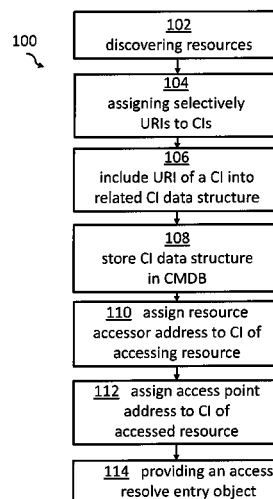 102
discovering resources
100
104
assigning selectively
URIs to CIs
106
include URI of a CI into
related CI data structure
108
store CI data structure
in CMDB
110 assign resource
accessor address to CI of
accessing resource
112 assign access point
address to CI of
accessed resource
114 providing an access
resolve entry object